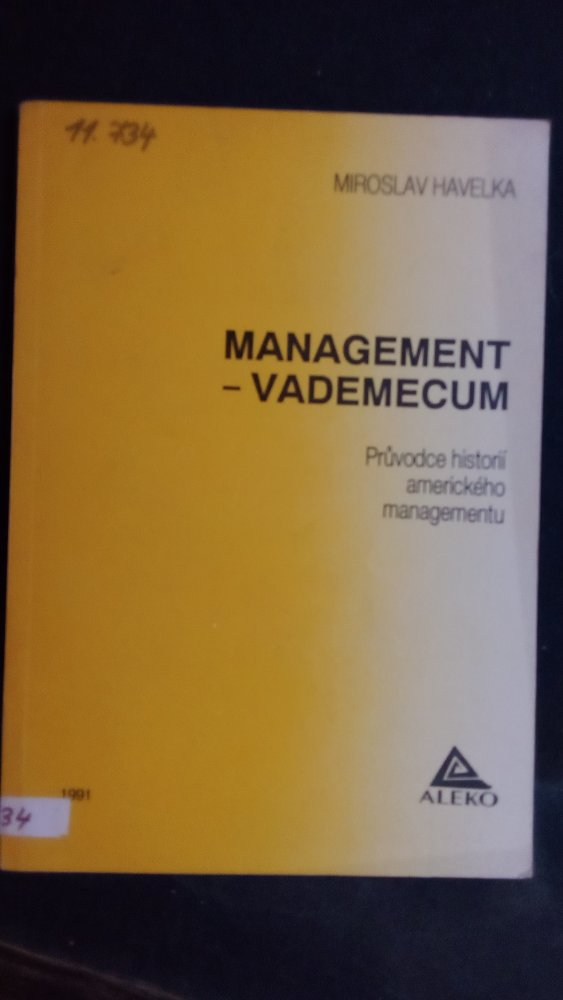 11. 734
MIROSLAV HAVELKA
MANAGEMENT
– VADEMECUM
Průvodce historií
amerického
managementu
ALEKO
1991
34